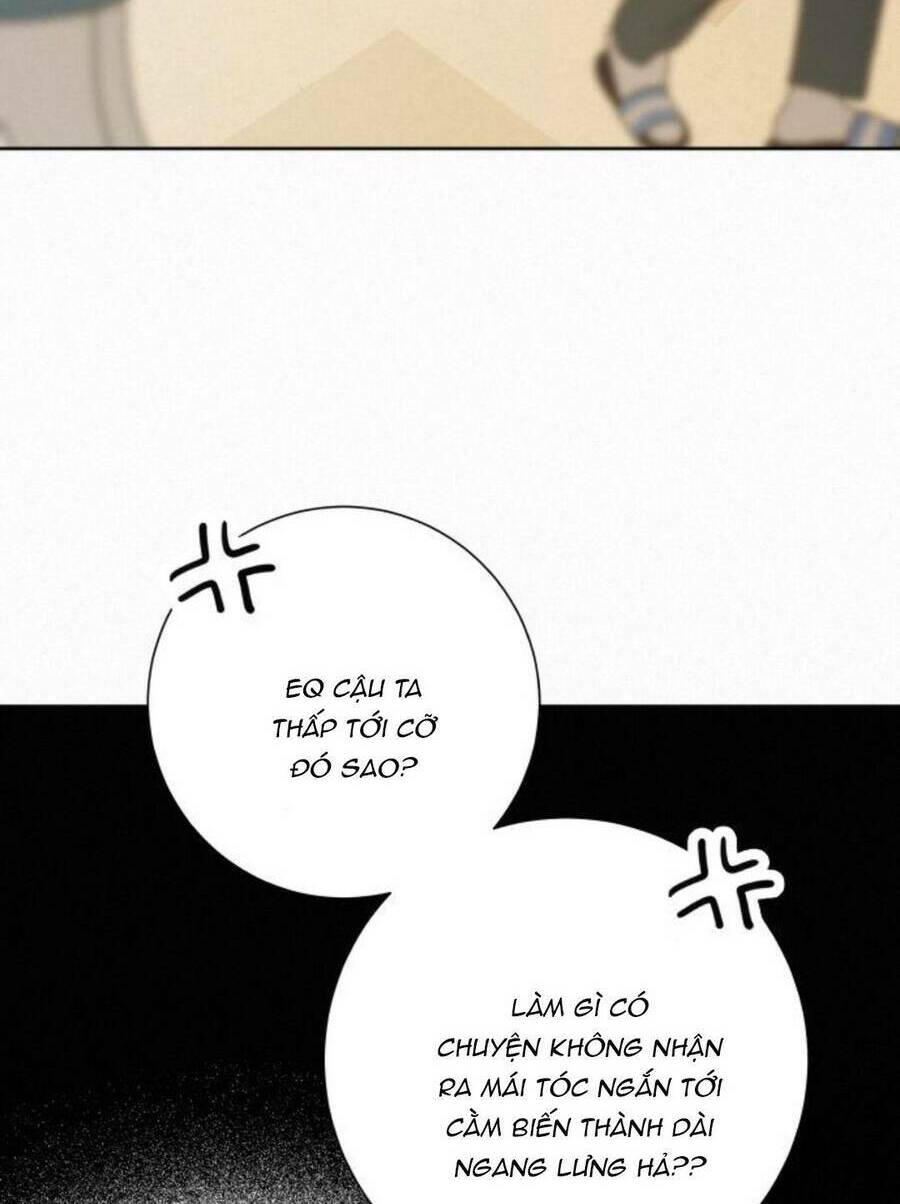 EQ CẬU TA
THẤP TỚI CỠ
ĐÓ SAO?
LÀM GÌ CÓ
CHUYỆN KHÔNG NHẬN
RA MÁI TÓC NGẮN TỚI
CẰM BIẾN THÀNH DÀI
NGANG LƯNG HẢ??